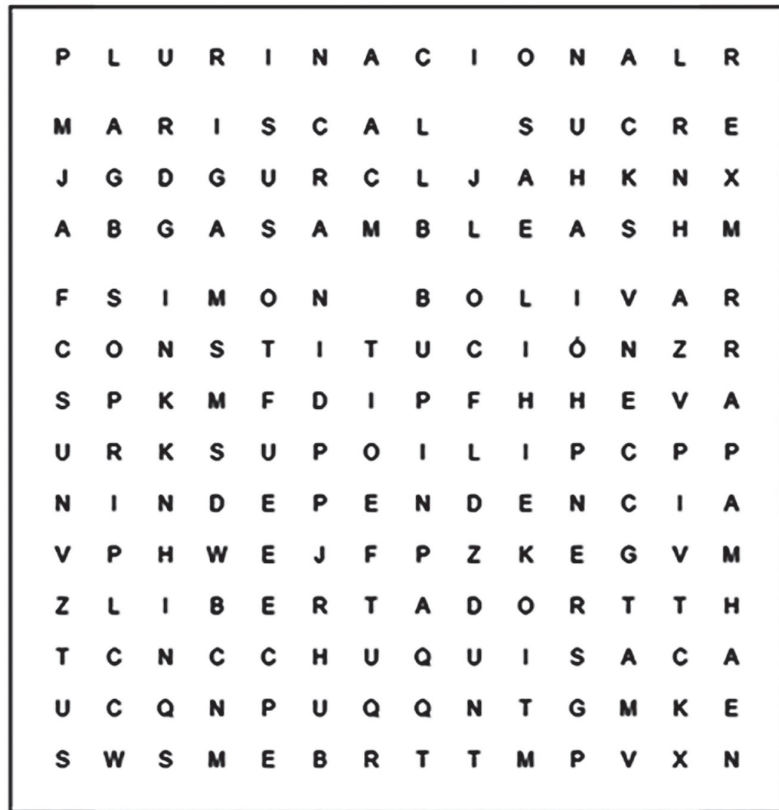 P L U R I N A C I O N A L R
M A R I S C A L S U C R E
J G D G U R C L J A H K N X
A B G A S A M B L E A S H M
F S I M O N B O L I V A R
C O N S T I T U C I Ó N Z R
S P K M F D I P F H H E V A
U R K S U P O I L I P C P P
N I N D E P E N D E N C I A
V P H W E J F P Z K E G V M
Z L I B E R T A D O R T T H
T C N C C H U Q U I S A C A
U C Q N P U Q Q N T G M K E
S W S M E B R T T M P V X N